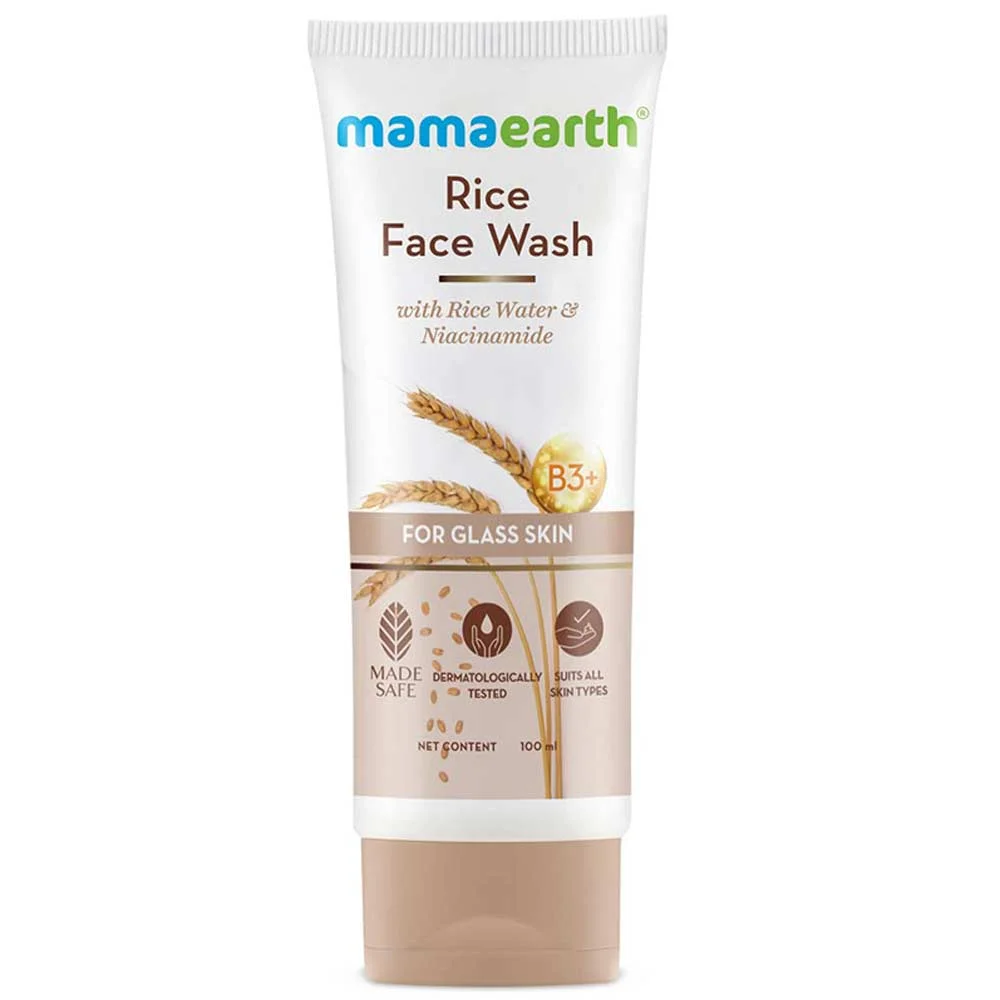 mamaearth®
Rice
Face Wash
with Rice Water &
Niacinamide
B3+
FOR GLASS SKIN
MADE
SAFE
DERMATOLOGICALLY
TESTED
SUITS ALL
SKIN TYPES
NET CONTENT 100 ml